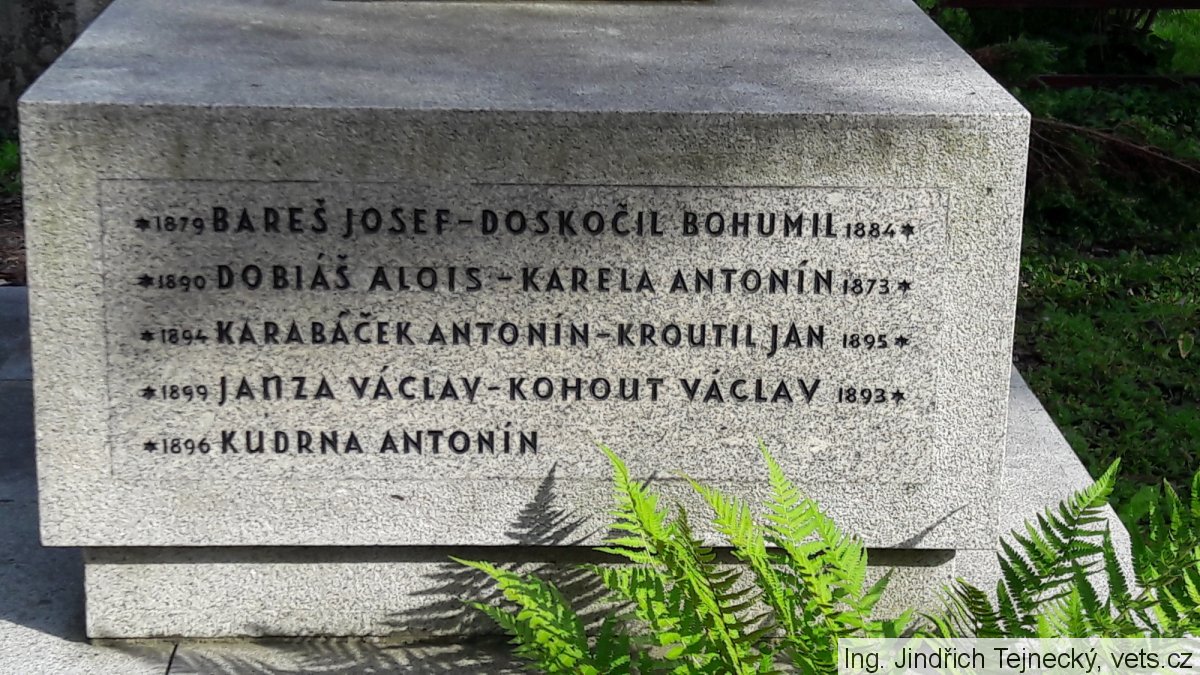 *1879 BAREŠ JOSEF-DOSKOČIL BOHUMIL 1884*
*1890 DOBIÁŠ ALOIS-KARELA ANTONÍN 1873*
*1894 KARABÁČEK ANTONÍN-KROUTIL JAN 1895*
*1899 JANZA VÁCLAV-KOHOUT VÁCLAV 1893*
*1896 KUDRNA ANTONÍN
Ing. Jindřich Tejnecký, vets.cz